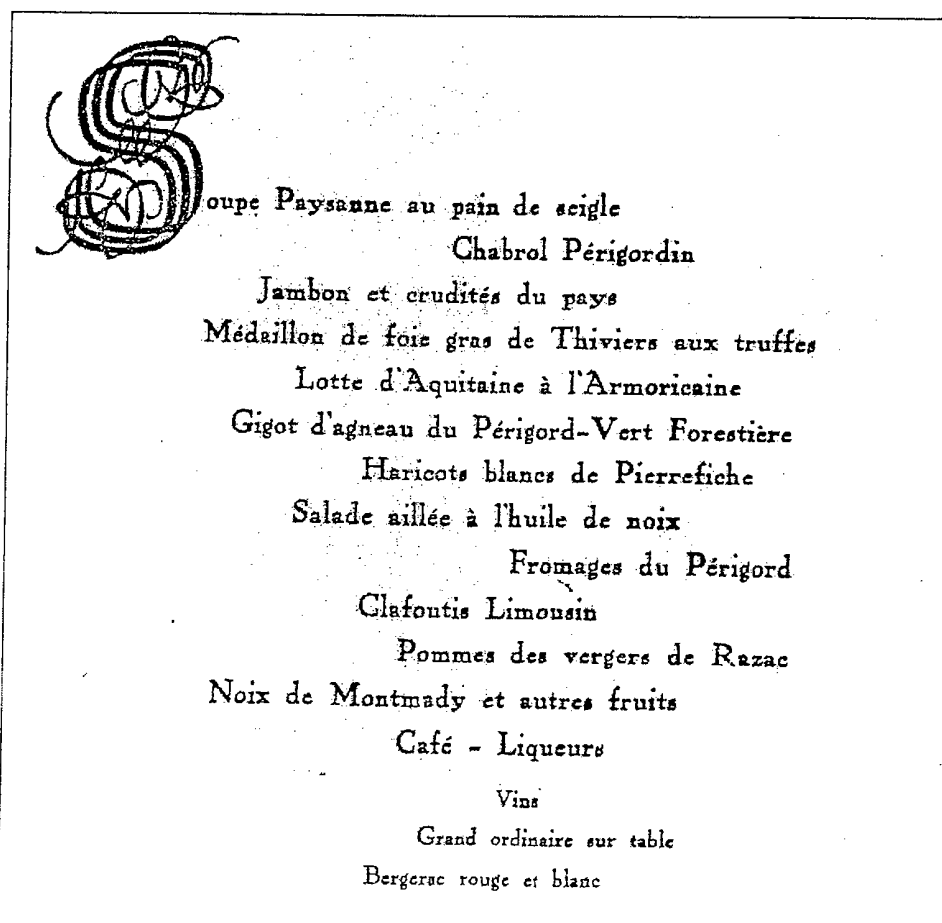 Soupe Paysanne au pain de seigle
Chabrol Périgordin
Jambon et crudités du pays
Médaillon de foie gras de Thiviers aux truffes
Lotte d'Aquitaine à l'Armoricaine
Gigot d'agneau du Périgord-Vert Forestière
Haricots blancs de Pierrefiche
Salade aillée à l'huile de noix
Fromages du Périgord
Clafoutis Limousin
Pommes des vergers de Razac
Noix de Montmady et autres fruits
Café - Liqueurs
Vins
Grand ordinaire sur table
Bergerac rouge et blanc